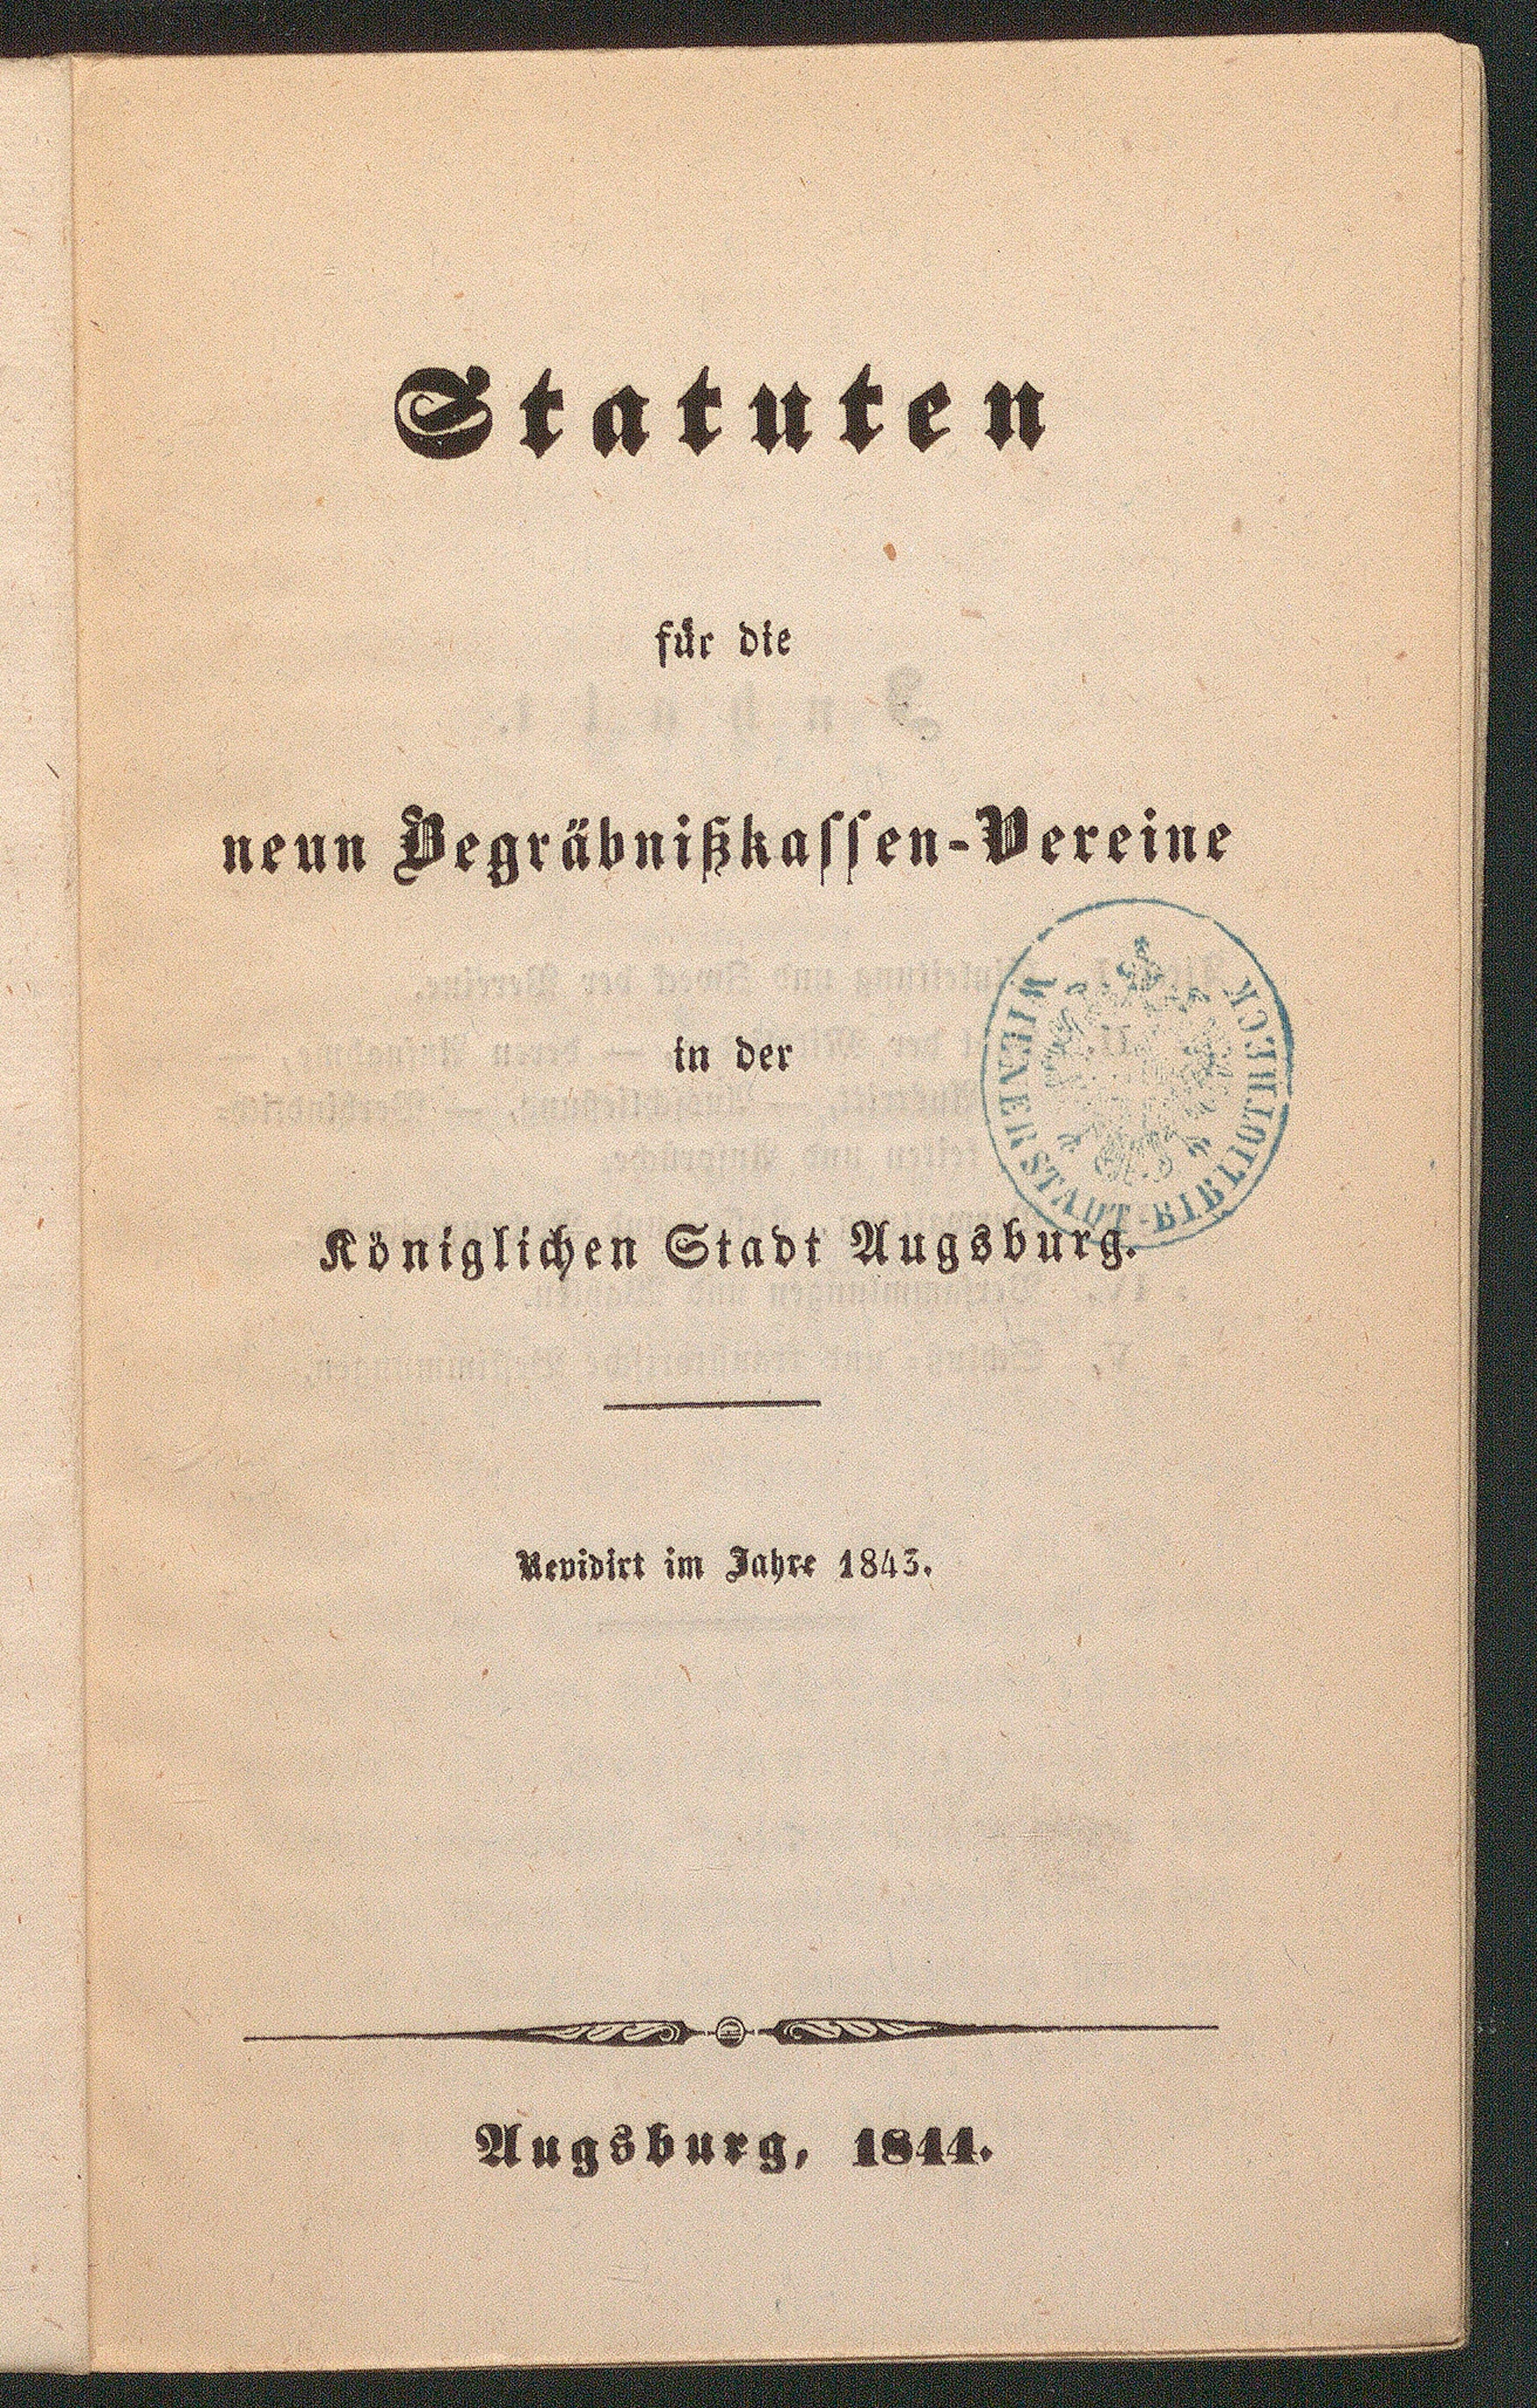 Statuten
für die
neun Begräbnißkassen-Vereine
in der
Königlichen Stadt Augsburg.
WIENER STADT-BIBLIOTHECK
Revidirt im Jahre 1843.
Augsburg, 1844.